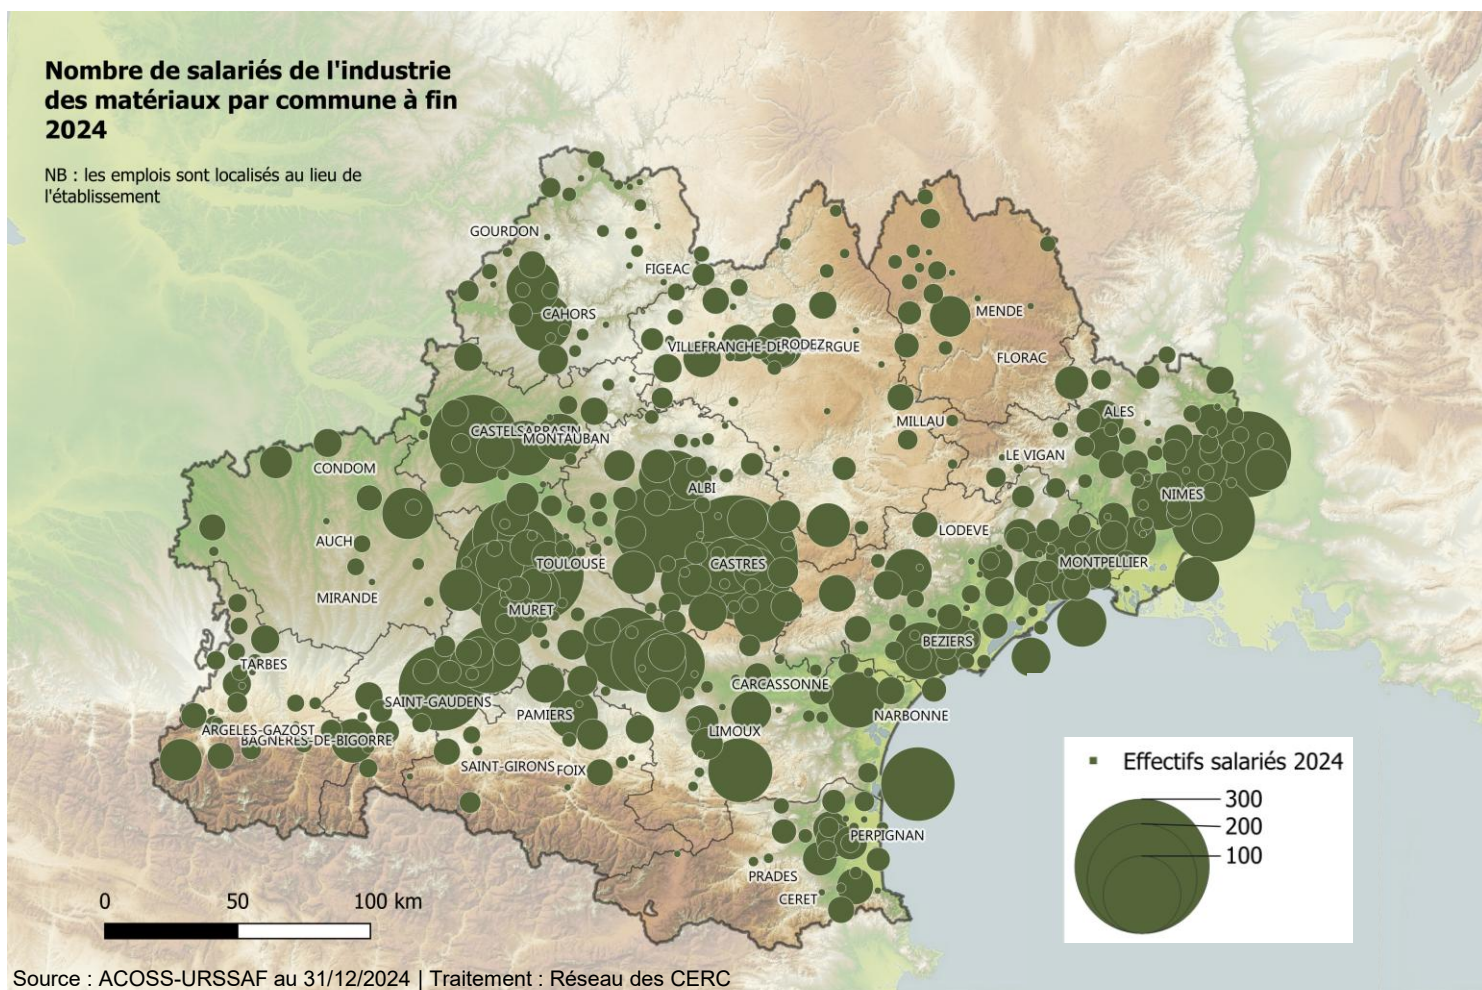 Nombre de salariés de l'industrie
des matériaux par commune à fin
2024
NB : les emplois sont localisés au lieu de
l'établissement
GOURDON
FIGEAC
CAHORS
MENDE
VILLEFRANCHE-DE-ROUERGUE
RODEZ
FLORAC
CASTELSARRASIN
MONTAUBAN
MILLAU
ALES
LE VIGAN
CONDOM
ALBI
NIMES
AUCH
LODEVE
TOULOUSE
CASTRES
MONTPELLIER
MIRANDE
MURET
BEZIERS
TARBES
CARCASSONNE
SAINT-GAUDENS
PAMIERS
NARBONNE
ARGELES-GAZOST
BAGNERES-DE-BIGORRE
LIMOUX
SAINT-GIRONS
FOIX
PERPIGNAN
PRADES
CERET
Effectifs salariés 2024
300
200
100
0 50 100 km
Source : ACOSS-URSSAF au 31/12/2024 | Traitement : Réseau des CERC